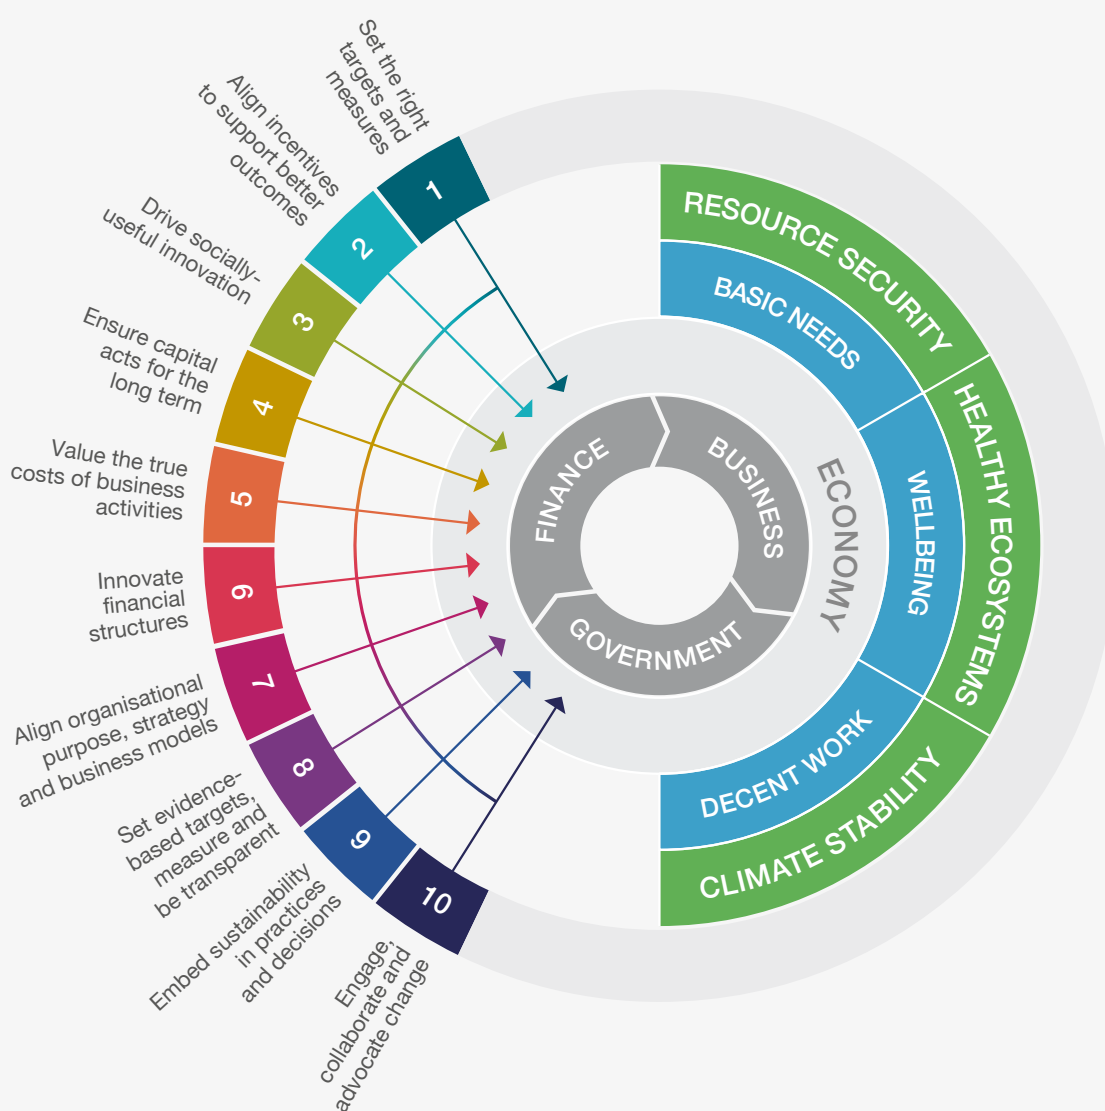 Set the right
targets and
measures
1
Align incentives
to support better
outcomes
2
Drive socially-
useful innovation
3
Ensure capital
acts for the
long term
4
Value the true
costs of business
activities
5
Innovate
financial
structures
6
Align organisational
purpose, strategy
and business models
7
Set evidence-
based targets,
measure and
be transparent
8
Embed sustainability
in practices
and decisions
9
Engage,
collaborate and
advocate change
10
FINANCE
BUSINESS
GOVERNMENT
ECONOMY
BASIC NEEDS
WELLBEING
DECENT WORK
RESOURCE SECURITY
HEALTHY ECOSYSTEMS
CLIMATE STABILITY